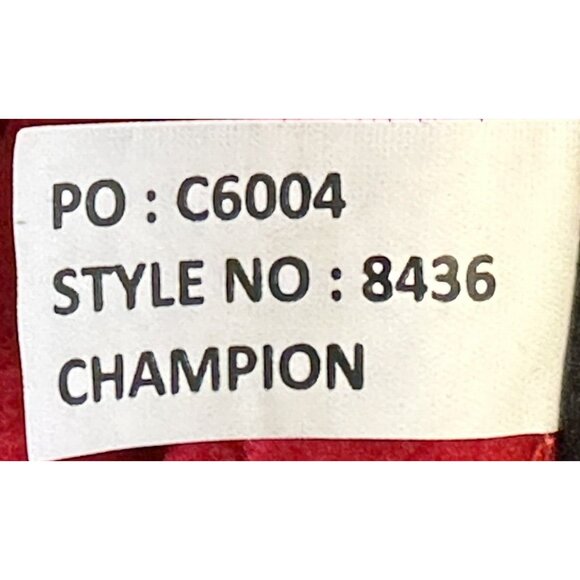 PO : C6004
STYLE NO : 8436
CHAMPION